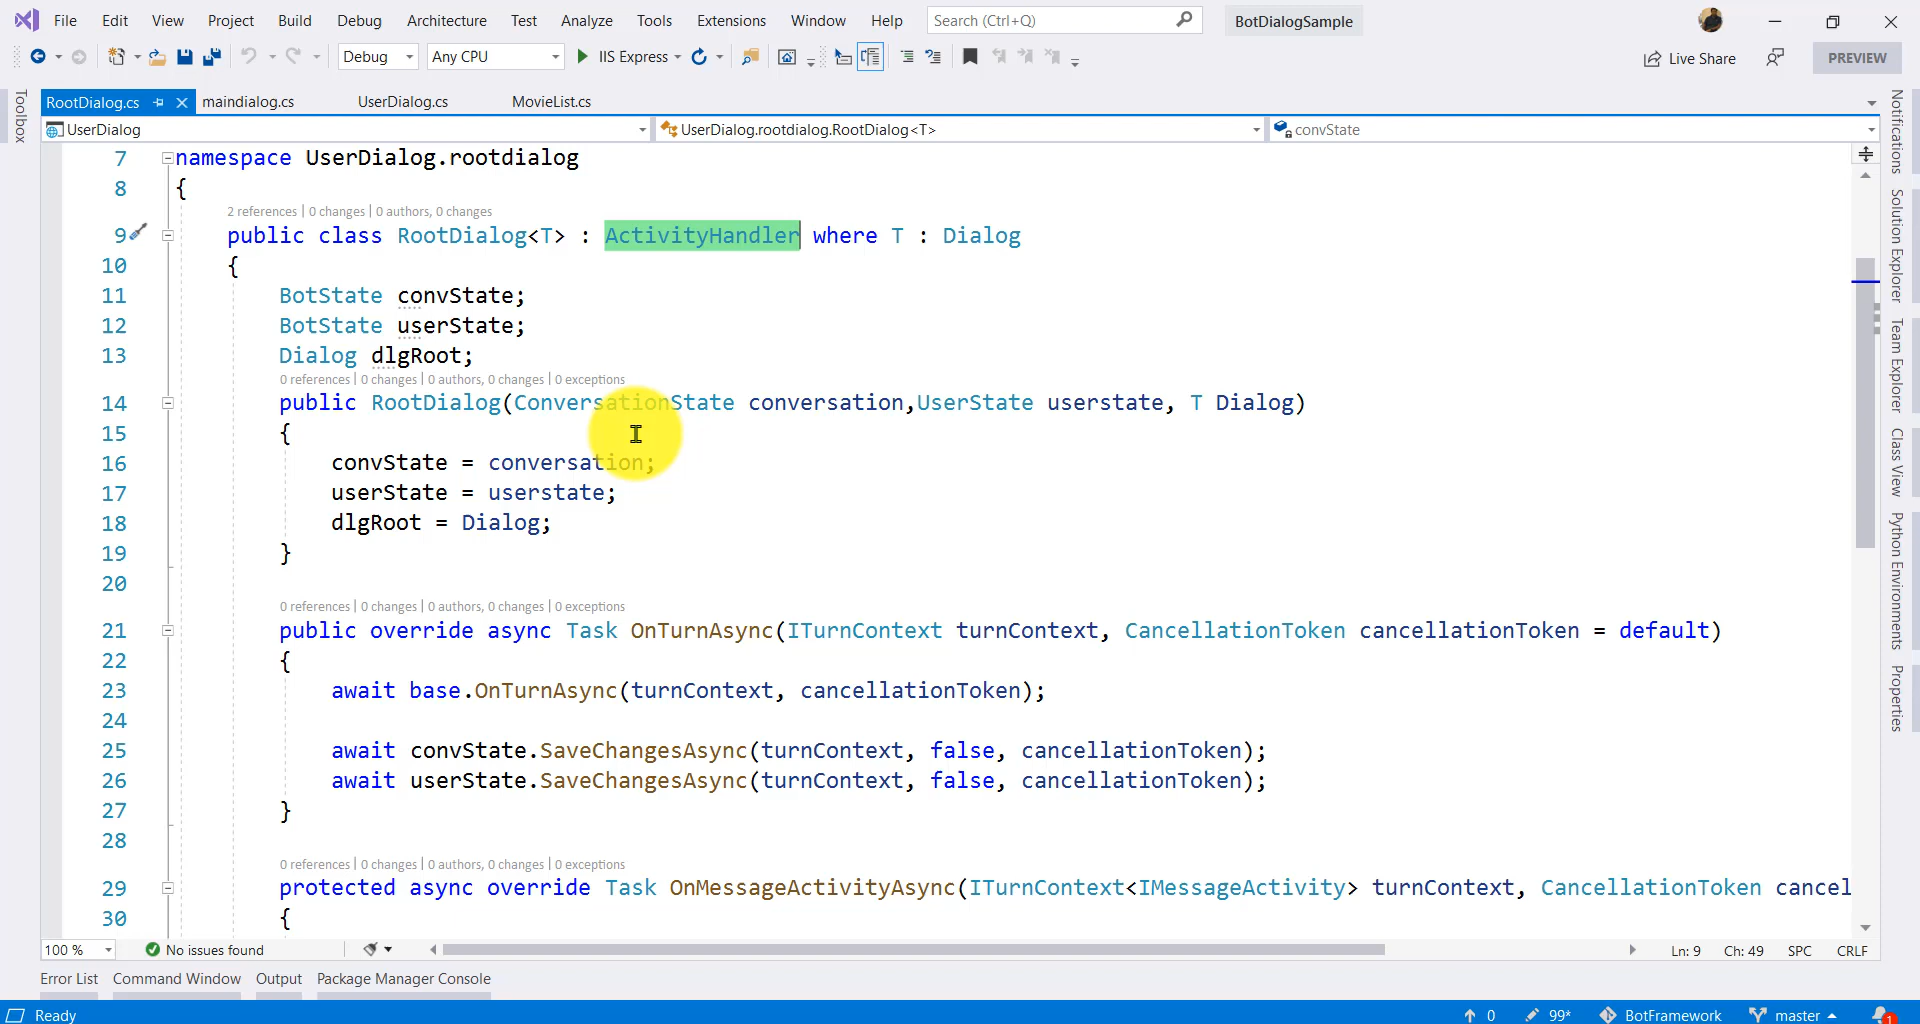 File Edit View Project Build Debug Architecture Test Analyze Tools Extensions Window Help Search (Ctrl+Q) BotDialogSample
Debug Any CPU IIS Express Live Share PREVIEW
RootDialog.cs maindialog.cs UserDialog.cs MovieList.cs
UserDialog UserDialog.rootdialog.RootDialog<T> convState
7 namespace UserDialog.rootdialog
8 {
2 references | 0 changes | 0 authors, 0 changes
9 public class RootDialog<T> : ActivityHandler where T : Dialog
10 {
11 BotState convState;
12 BotState userState;
13 Dialog dlgRoot;
0 references | 0 changes | 0 authors, 0 changes | 0 exceptions
14 public RootDialog(ConversationState conversation,UserState userstate, T Dialog)
15 {
16 convState = conversation;
17 userState = userstate;
18 dlgRoot = Dialog;
19 }
20
0 references | 0 changes | 0 authors, 0 changes | 0 exceptions
21 public override async Task OnTurnAsync(ITurnContext turnContext, CancellationToken cancellationToken = default)
22 {
23 await base.OnTurnAsync(turnContext, cancellationToken);
24
25 await convState.SaveChangesAsync(turnContext, false, cancellationToken);
26 await userState.SaveChangesAsync(turnContext, false, cancellationToken);
27 }
28
0 references | 0 changes | 0 authors, 0 changes | 0 exceptions
29 protected async override Task OnMessageActivityAsync(ITurnContext<IMessageActivity> turnContext, CancellationToken cancel
30 {
100 % No issues found Ln: 9 Ch: 49 SPC CRLF
Error List Command Window Output Package Manager Console
Ready 0 99* BotFramework master 1
Toolbox
Notifications
Solution Explorer
Team Explorer
Class View
Python Environments
Properties